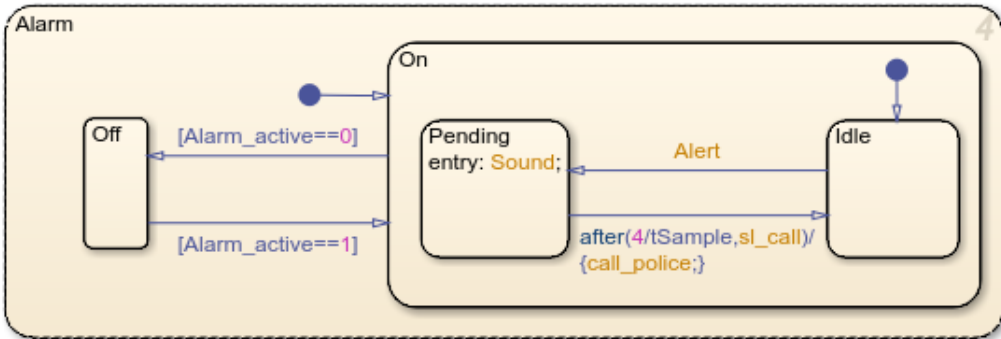 Alarm
4
On
Off
[Alarm_active==0]
Pending
entry: Sound;
Alert
Idle
[Alarm_active==1]
after(4/tSample,sl_call)/
{call_police;}